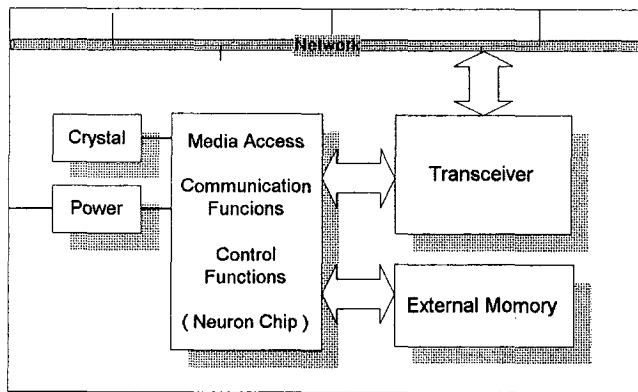 Network
Crystal
Power
Media Access
Communication
Funcions
Control
Functions
( Neuron Chip )
Transceiver
External Momory